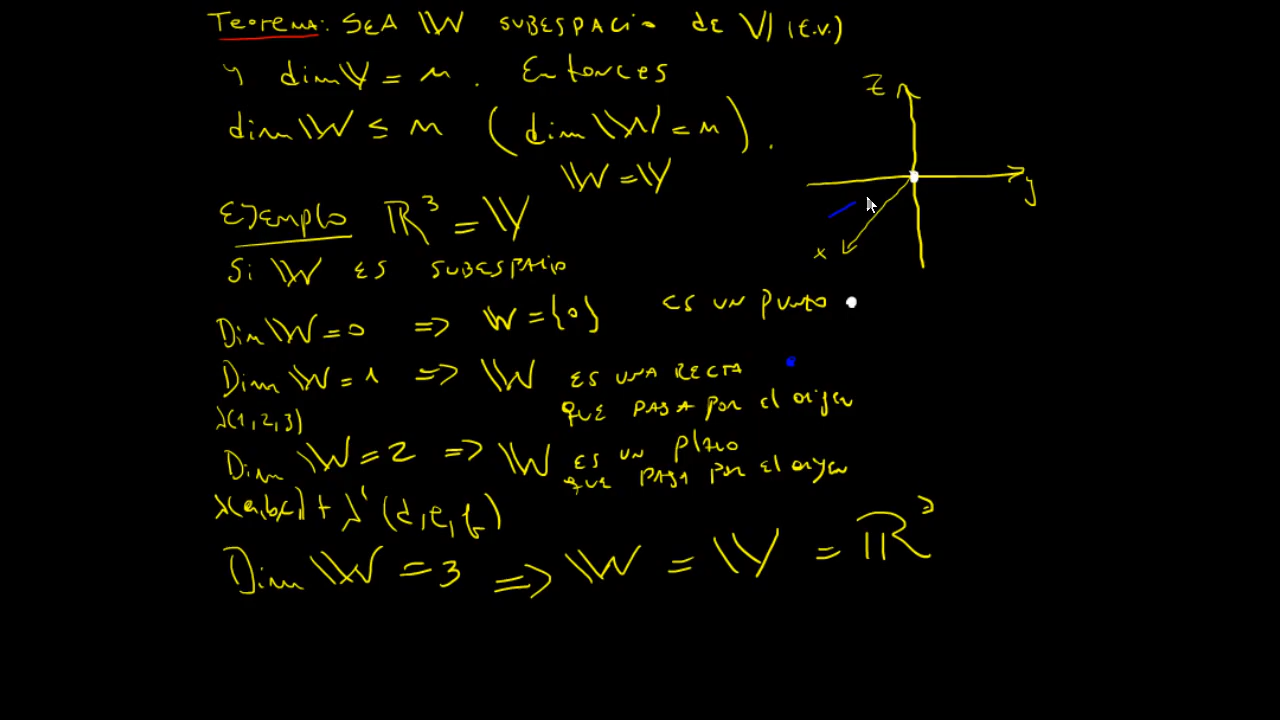 Teorema: SEA W SUBESPACIO de V (E.V.)
y dim V = n . Entonces
dim W ≤ n ( dim W = n ) .
W = V
Ejemplo ℝ³ = V
Si W ES SUBESPACIO
Dim W = 0 => W = {0} ES UN PUNTO
Dim W = 1 => W ES UNA RECTA
QUE PASA POR el origen
λ(1,2,3)
Dim W = 2 => W ES UN plano
QUE PASA POR El origen
λ(a,b,c) + λ'(d,e,f)
Dim W = 3 => W = V = ℝ³
Z
y
x